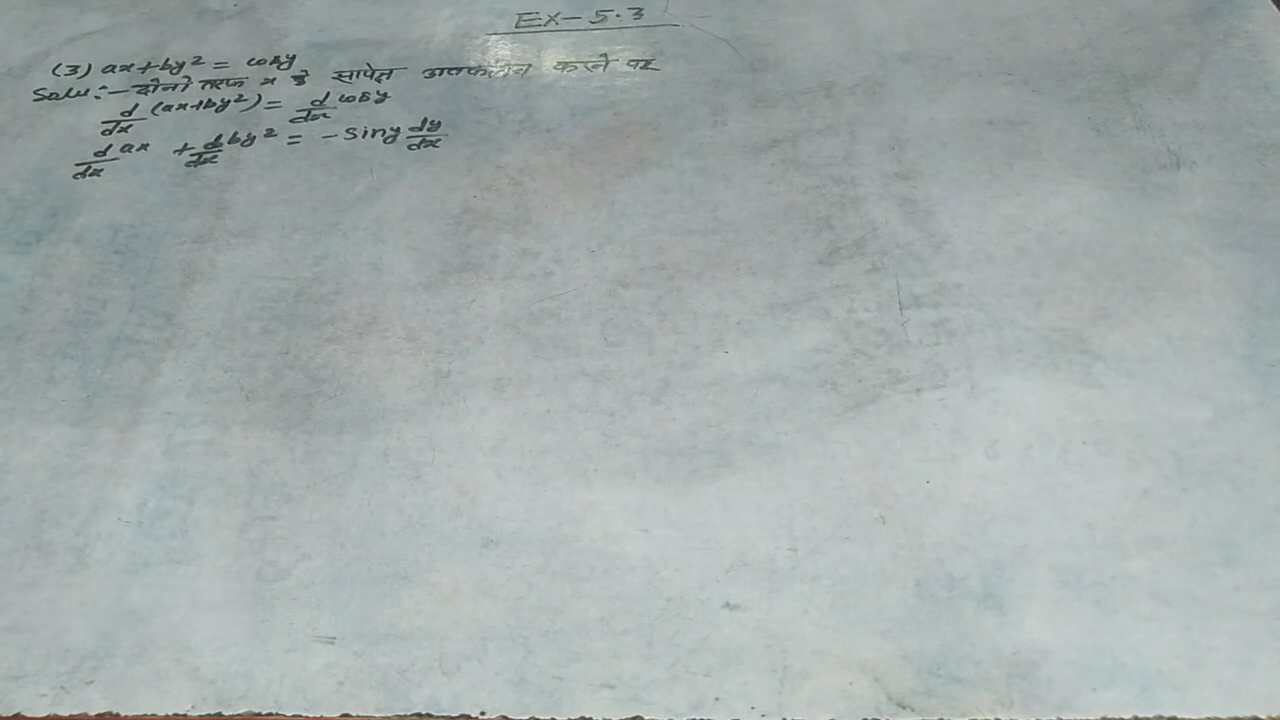 EX-5.3
(3) ax+by² = cosy
Solu:- दोनो तरफ x के सापेक्ष अवकलन करने पर
d/dx (ax+by²) = d/dx cosy
d/dx ax + d/dx by² = -Siny dy/dx